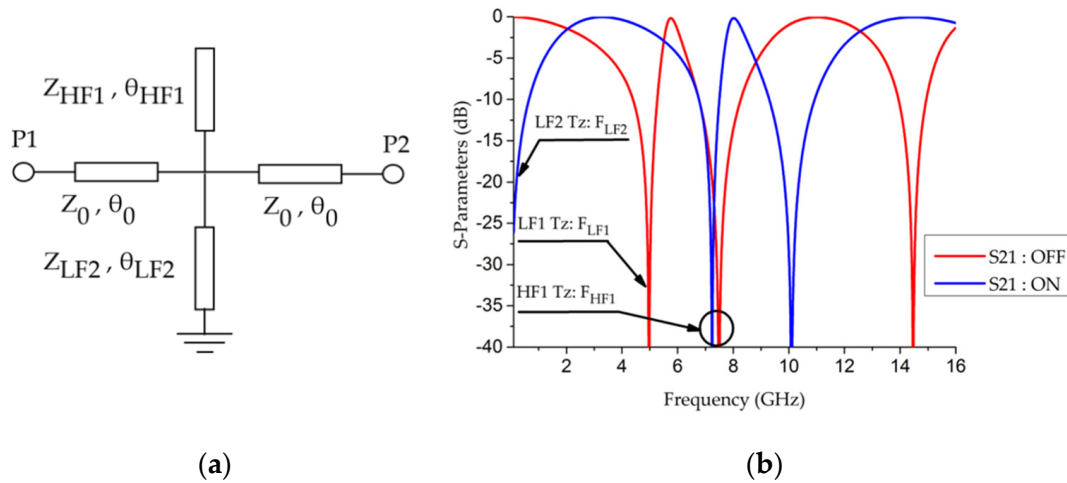 Z_HF1 , θ_HF1
P1
P2
Z_0 , θ_0
Z_0 , θ_0
Z_LF2 , θ_LF2
(a)
S-Parameters (dB)
0
-5
-10
-15
-20
-25
-30
-35
-40
LF2 Tz: F_LF2
LF1 Tz: F_LF1
HF1 Tz: F_HF1
S21 : OFF
S21 : ON
2 4 6 8 10 12 14 16
Frequency (GHz)
(b)